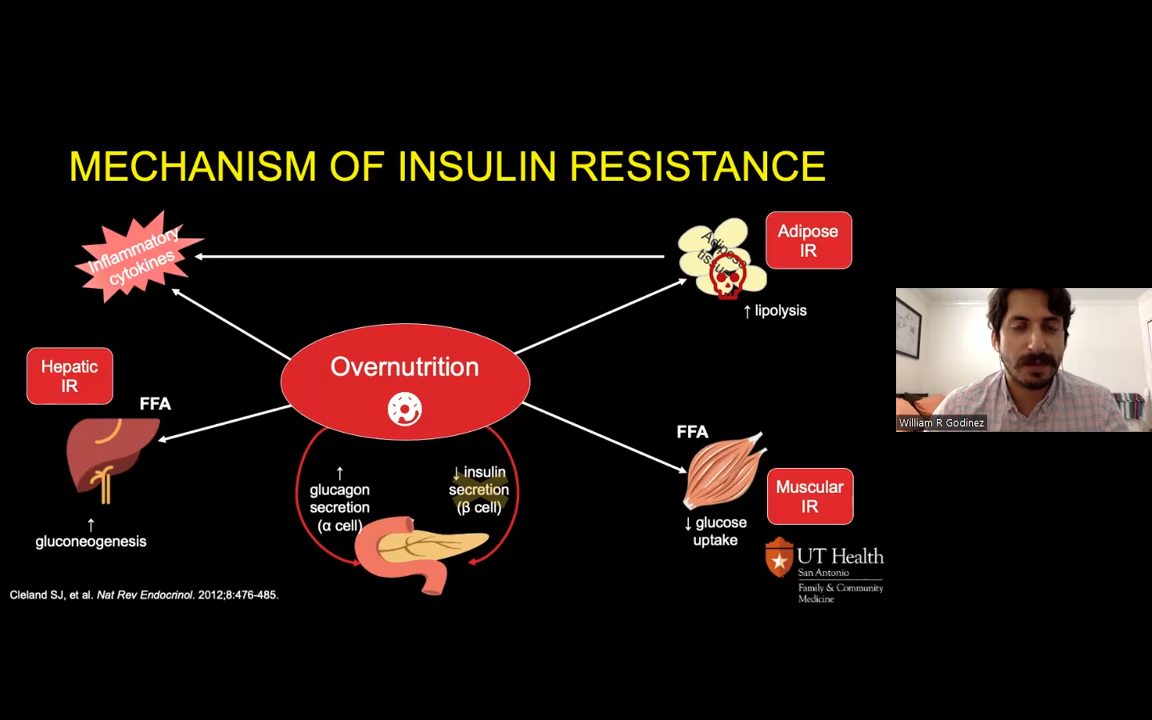 MECHANISM OF INSULIN RESISTANCE
Inflammatory
cytokines
Adipose
tissue
Adipose
IR
↑ lipolysis
Overnutrition
Hepatic
IR
FFA
↑
gluconeogenesis
↑
glucagon
secretion
(α cell)
↓ insulin
secretion
(β cell)
FFA
Muscular
IR
↓ glucose
uptake
UT Health
San Antonio
Family & Community
Medicine
Cleland SJ, et al. Nat Rev Endocrinol. 2012;8:476-485.
William R Godinez